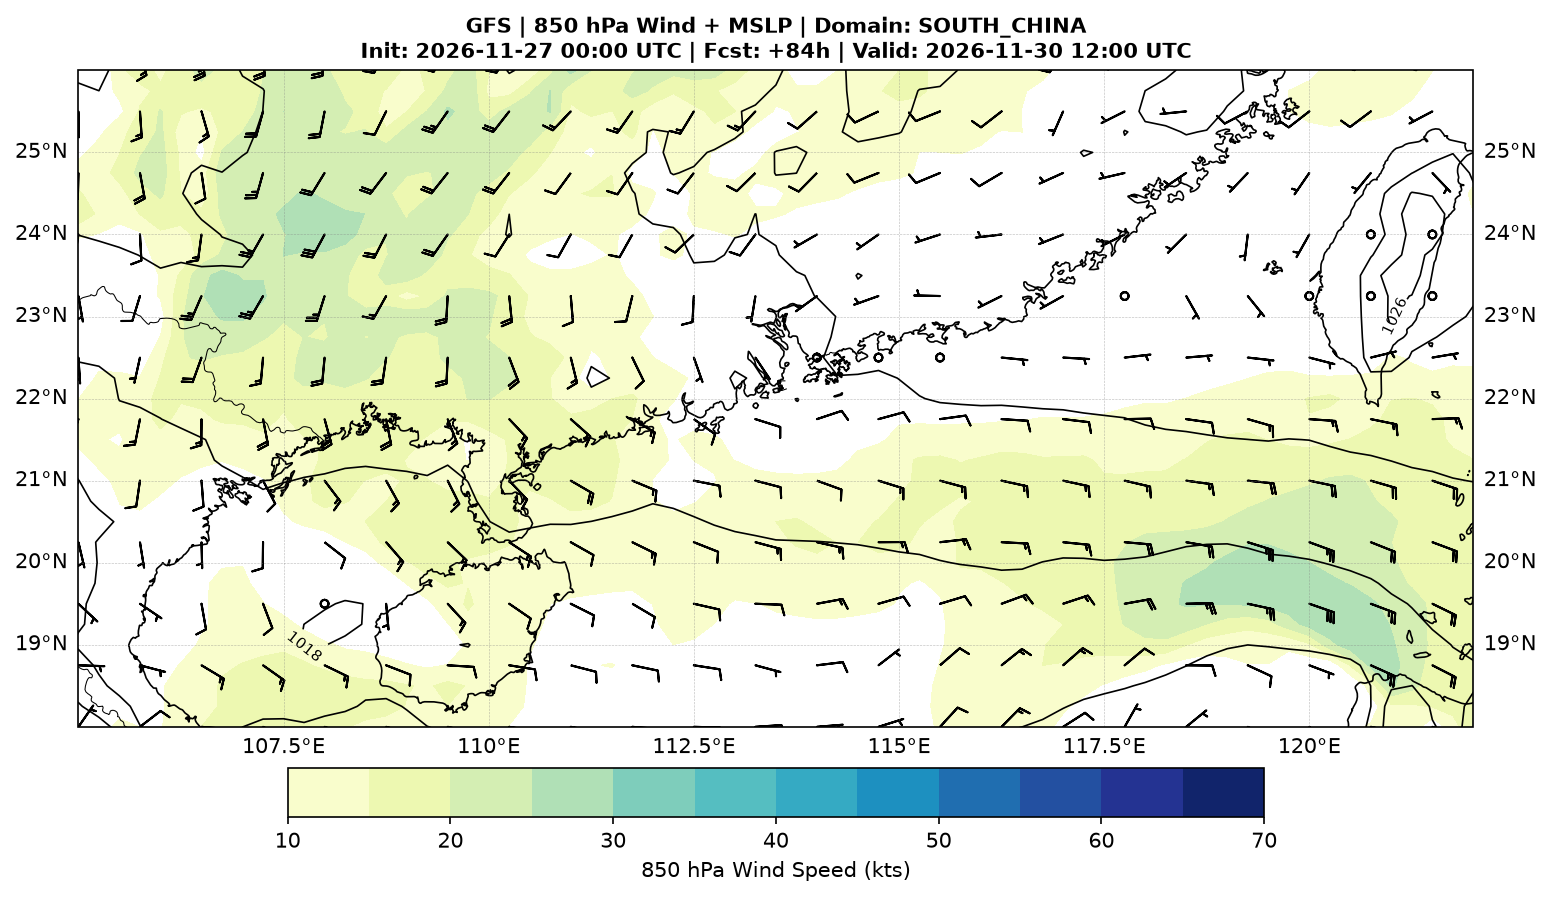 GFS | 850 hPa Wind + MSLP | Domain: SOUTH_CHINA
Init: 2026-11-27 00:00 UTC | Fcst: +84h | Valid: 2026-11-30 12:00 UTC
25°N 25°N
24°N 24°N
23°N 23°N
22°N 22°N
21°N 21°N
20°N 20°N
19°N 19°N
1026
1018
107.5°E 110°E 112.5°E 115°E 117.5°E 120°E
10 20 30 40 50 60 70
850 hPa Wind Speed (kts)